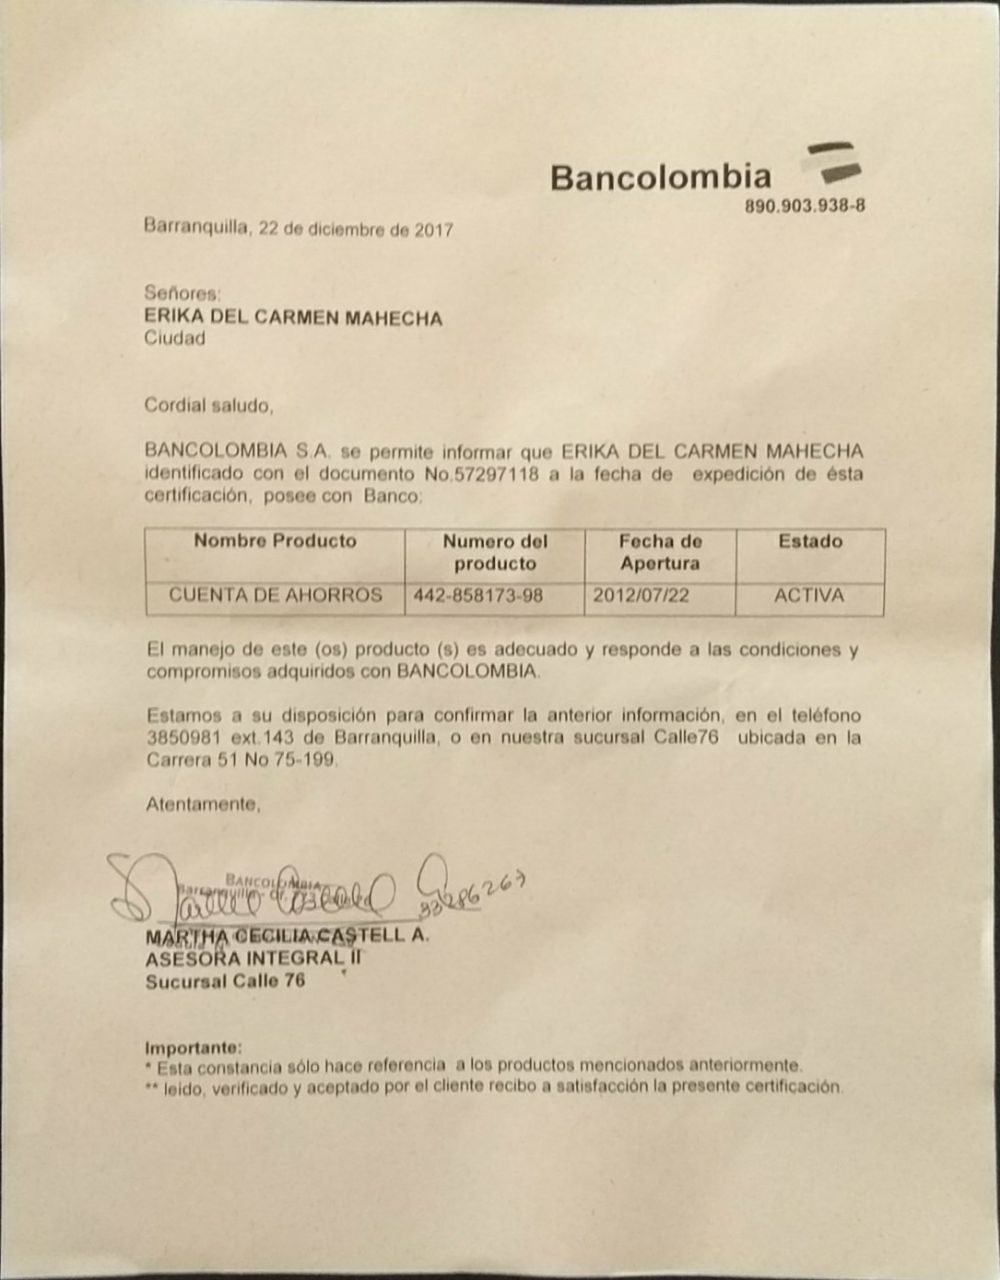 Bancolombia
890.903.938-8
Barranquilla, 22 de diciembre de 2017
Señores:
ERIKA DEL CARMEN MAHECHA
Ciudad
Cordial saludo,
BANCOLOMBIA S.A. se permite informar que ERIKA DEL CARMEN MAHECHA
identificado con el documento No.57297118 a la fecha de expedición de ésta
certificación, posee con Banco:
Nombre Producto Numero del producto Fecha de Apertura Estado
CUENTA DE AHORROS 442-858173-98 2012/07/22 ACTIVA
El manejo de este (os) producto (s) es adecuado y responde a las condiciones y
compromisos adquiridos con BANCOLOMBIA.
Estamos a su disposición para confirmar la anterior información, en el teléfono
3850981 ext.143 de Barranquilla, o en nuestra sucursal Calle76 ubicada en la
Carrera 51 No 75-199.
Atentamente,
BANCOLOMBIA
Barranquilla
MARTHA CECILIA CASTELL A.
ASESORA INTEGRAL II
Sucursal Calle 76
Importante:
* Esta constancia sólo hace referencia a los productos mencionados anteriormente.
** leido, verificado y aceptado por el cliente recibo a satisfacción la presente certificación.